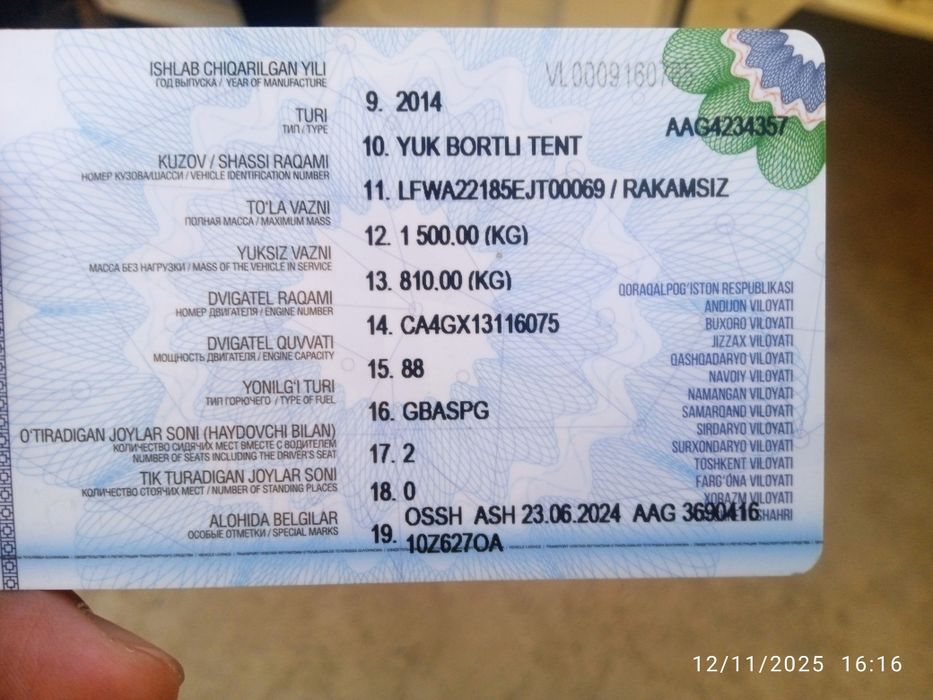 ISHLAB CHIQARILGAN YILI
ГОД ВЫПУСКА / YEAR OF MANUFACTURE
9. 2014
AAG4234357
TURI
ТИП / TYPE
10. YUK BORTLI TENT
KUZOV / SHASSI RAQAMI
НОМЕР КУЗОВА/ШАССИ / VEHICLE IDENTIFICATION NUMBER
11. LFWA22185EJT00069 / RAKAMSIZ
TO'LA VAZNI
ПОЛНАЯ МАССА / MAXIMUM MASS
12. 1 500.00 (KG)
YUKSIZ VAZNI
МАССА БЕЗ НАГРУЗКИ / MASS OF THE VEHICLE IN SERVICE
13. 810.00 (KG)
DVIGATEL RAQAMI
НОМЕР ДВИГАТЕЛЯ / ENGINE NUMBER
14. CA4GX13116075
DVIGATEL QUVVATI
МОЩНОСТЬ ДВИГАТЕЛЯ / ENGINE CAPACITY
15. 88
YONILG'I TURI
ТИП ГОРЮЧЕГО / TYPE OF FUEL
16. GBASPG
O'TIRADIGAN JOYLAR SONI (HAYDOVCHI BILAN)
КОЛИЧЕСТВО СИДЯЧИХ МЕСТ ВМЕСТЕ С ВОДИТЕЛЕМ
NUMBER OF SEATS INCLUDING THE DRIVER'S SEAT
17. 2
TIK TURADIGAN JOYLAR SONI
КОЛИЧЕСТВО СТОЯЧИХ МЕСТ / NUMBER OF STANDING PLACES
18. 0
ALOHIDA BELGILAR
ОСОБЫЕ ОТМЕТКИ / SPECIAL MARKS
19. OSSH ASH 23.06.2024 AAG 3690416
10Z627OA
QORAQALPOG'ISTON RESPUBLIKASI
ANDIJON VILOYATI
BUXORO VILOYATI
JIZZAX VILOYATI
QASHQADARYO VILOYATI
NAVOIY VILOYATI
NAMANGAN VILOYATI
SAMARQAND VILOYATI
SIRDARYO VILOYATI
SURXONDARYO VILOYATI
TOSHKENT VILOYATI
FARG'ONA VILOYATI
XORAZM VILOYATI
SHAHRI
12/11/2025 16:16